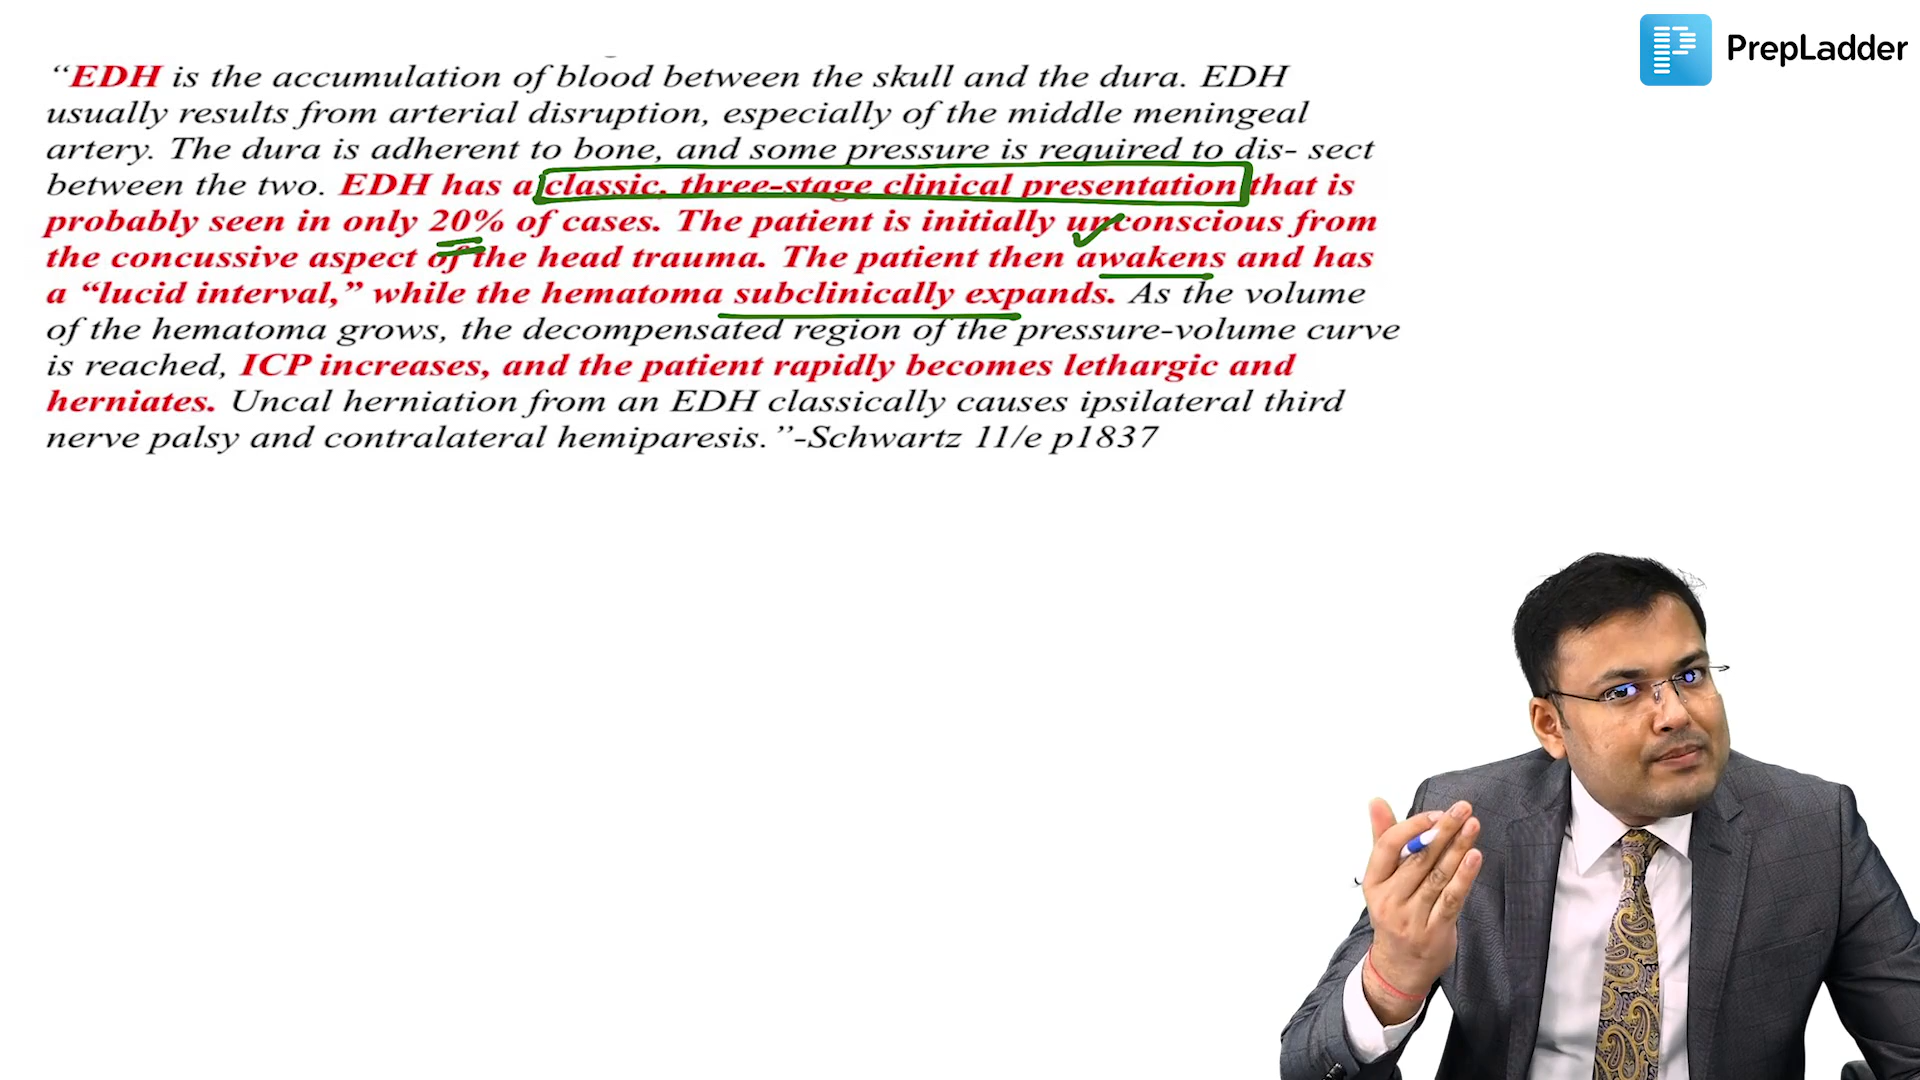 PrepLadder
“EDH is the accumulation of blood between the skull and the dura. EDH
usually results from arterial disruption, especially of the middle meningeal
artery. The dura is adherent to bone, and some pressure is required to dis- sect
between the two. EDH has a classic, three-stage clinical presentation that is
probably seen in only 20% of cases. The patient is initially unconscious from
the concussive aspect of the head trauma. The patient then awakens and has
a “lucid interval,” while the hematoma subclinically expands. As the volume
of the hematoma grows, the decompensated region of the pressure-volume curve
is reached, ICP increases, and the patient rapidly becomes lethargic and
herniates. Uncal herniation from an EDH classically causes ipsilateral third
nerve palsy and contralateral hemiparesis.”-Schwartz 11/e p1837